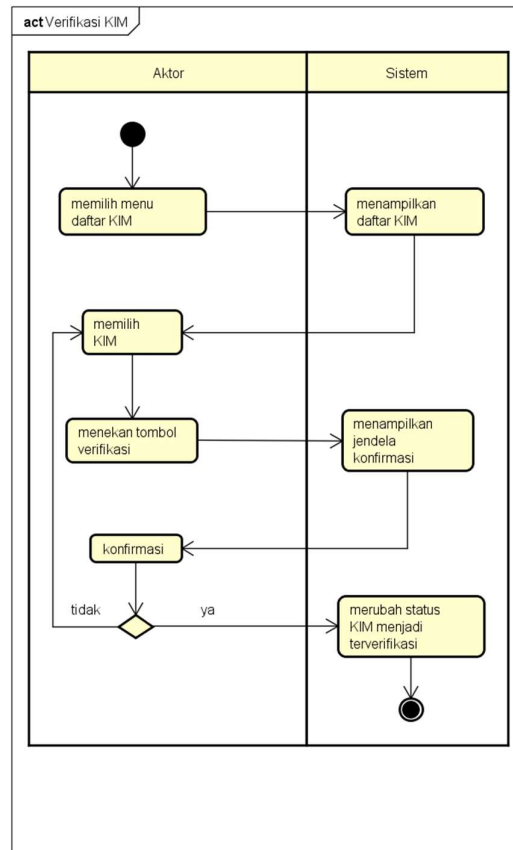 act Verifikasi KIM
Aktor
Sistem
memilih menu
daftar KIM
menampilkan
daftar KIM
memilih
KIM
menekan tombol
verifikasi
menampilkan
jendela
konfirmasi
konfirmasi
tidak
ya
merubah status
KIM menjadi
terverifikasi